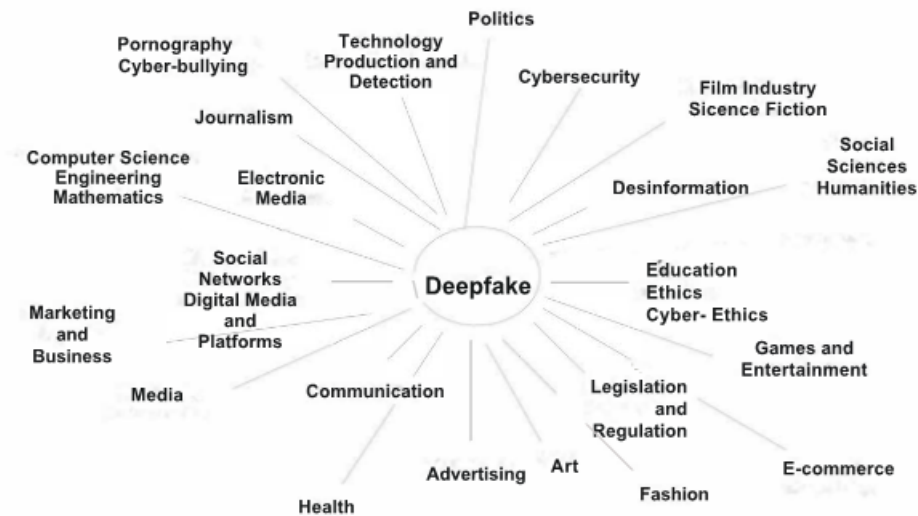 Politics
Pornography
Cyber-bullying
Technology
Production and
Detection
Cybersecurity
Film Industry
Sicence Fiction
Journalism
Social
Sciences
Humanities
Computer Science
Engineering
Mathematics
Electronic
Media
Desinformation
Social
Networks
Digital Media
and
Platforms
Deepfake
Education
Ethics
Cyber- Ethics
Marketing
and
Business
Games and
Entertainment
Media
Communication
Legislation
and
Regulation
Advertising
Art
E-commerce
Health
Fashion